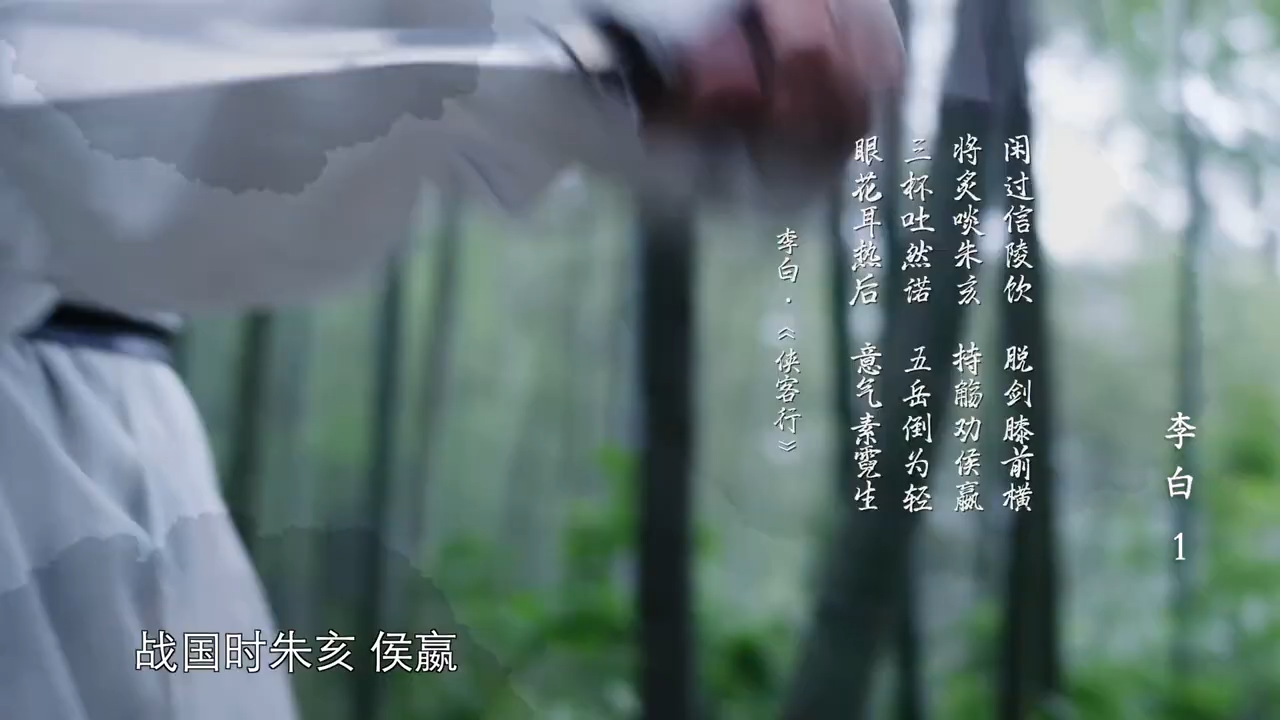 闲过信陵饮 脱剑膝前横
将炙啖朱亥 持觞劝侯嬴
三杯吐然诺 五岳倒为轻
眼花耳热后 意气素霓生
李白·《侠客行》
李白 1
战国时朱亥 侯嬴